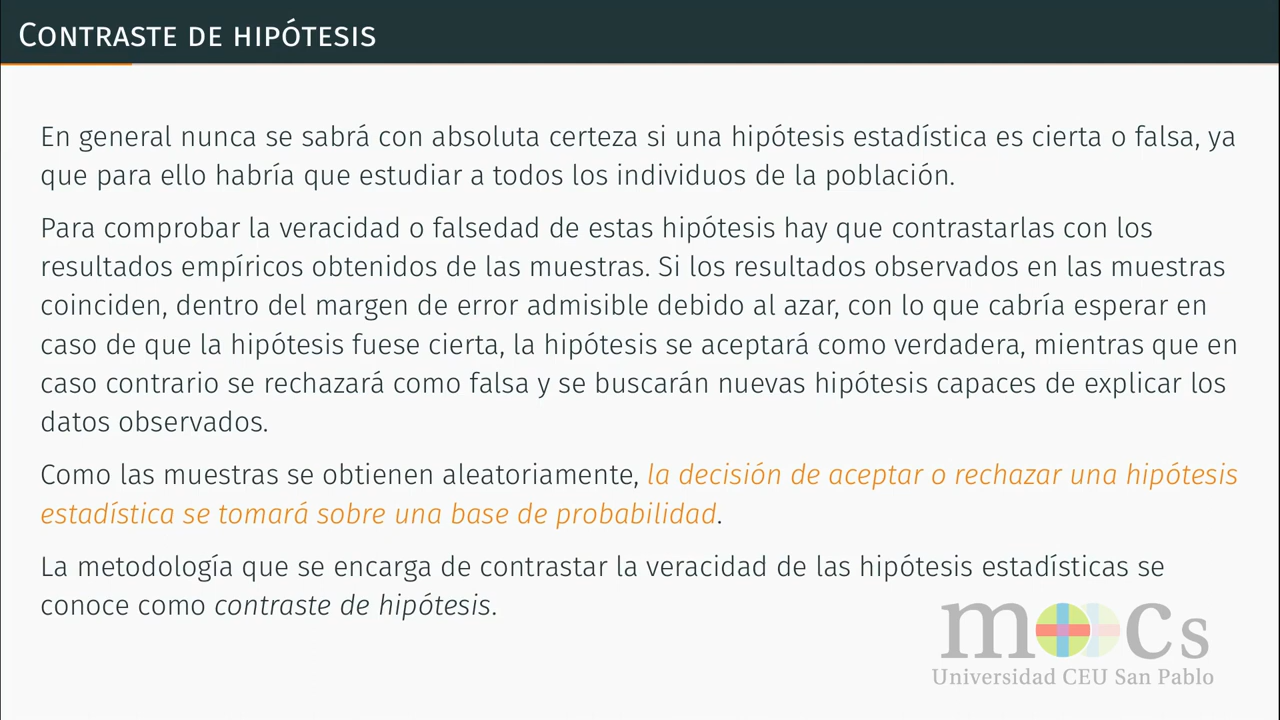 Contraste de hipótesis
En general nunca se sabrá con absoluta certeza si una hipótesis estadística es cierta o falsa, ya
que para ello habría que estudiar a todos los individuos de la población.
Para comprobar la veracidad o falsedad de estas hipótesis hay que contrastarlas con los
resultados empíricos obtenidos de las muestras. Si los resultados observados en las muestras
coinciden, dentro del margen de error admisible debido al azar, con lo que cabría esperar en
caso de que la hipótesis fuese cierta, la hipótesis se aceptará como verdadera, mientras que en
caso contrario se rechazará como falsa y se buscarán nuevas hipótesis capaces de explicar los
datos observados.
Como las muestras se obtienen aleatoriamente, la decisión de aceptar o rechazar una hipótesis
estadística se tomará sobre una base de probabilidad.
La metodología que se encarga de contrastar la veracidad de las hipótesis estadísticas se
conoce como contraste de hipótesis.
moocs
Universidad CEU San Pablo